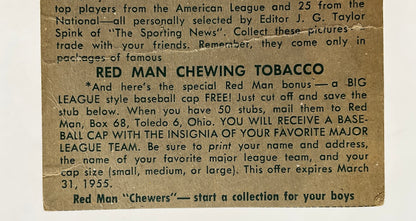 top players from the American League and 25 from the
National—all personally selected by Editor J. G. Taylor
Spink of "The Sporting News". Collect these pictures
trade with your friends. Remember, they come only in
packages of famous
RED MAN CHEWING TOBACCO
*And here's the special Red Man bonus—a BIG
LEAGUE style baseball cap FREE! Just cut off and save the
stub below. When you have 50 stubs, mail them to Red
Man, Box 68, Toledo 6, Ohio. YOU WILL RECEIVE A BASE-
BALL CAP WITH THE INSIGNIA OF YOUR FAVORITE MAJOR
LEAGUE TEAM. Be sure to print your name and address,
the name of your favorite major league team, and your
cap size (small, medium, or large). This offer expires March
31, 1955.
Red Man "Chewers"—start a collection for your boys